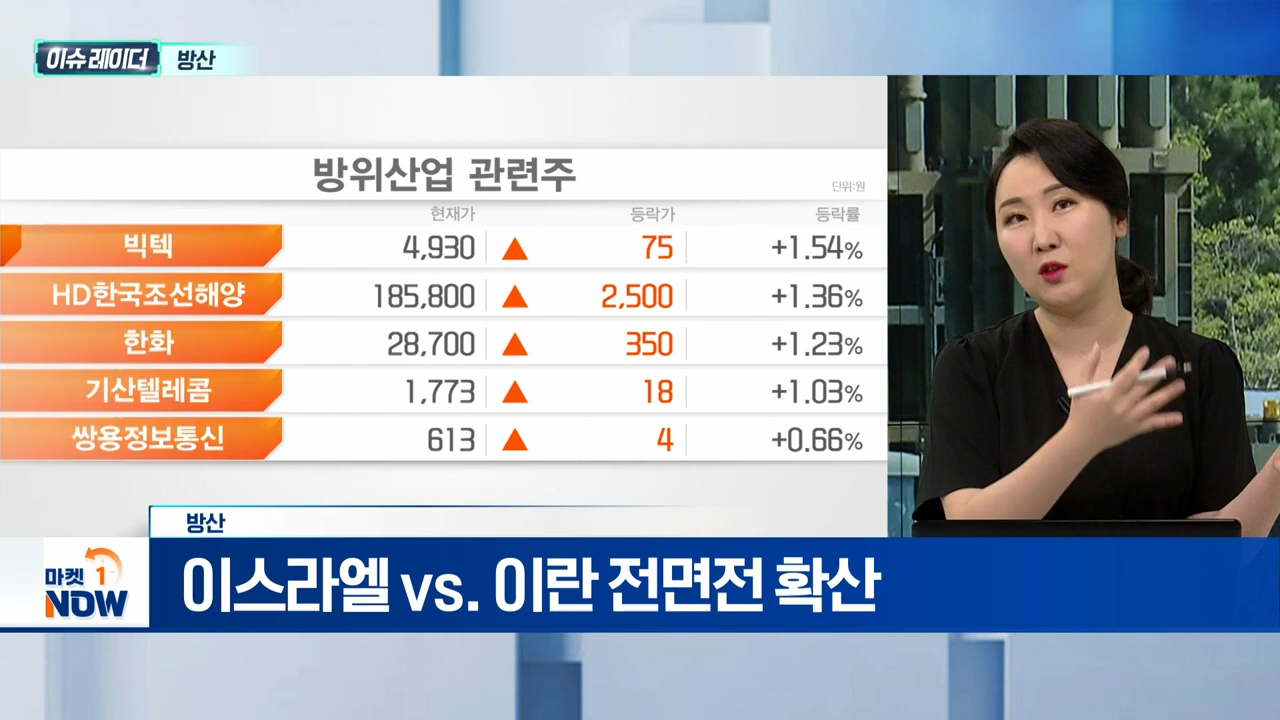 이슈 레이더 방산
방위산업 관련주
단위:원
현재가 등락가 등락률
빅텍 4,930 ▲ 75 +1.54%
HD한국조선해양 185,800 ▲ 2,500 +1.36%
한화 28,700 ▲ 350 +1.23%
기산텔레콤 1,773 ▲ 18 +1.03%
쌍용정보통신 613 ▲ 4 +0.66%
방산
마켓 1
NOW
이스라엘 vs. 이란 전면전 확산